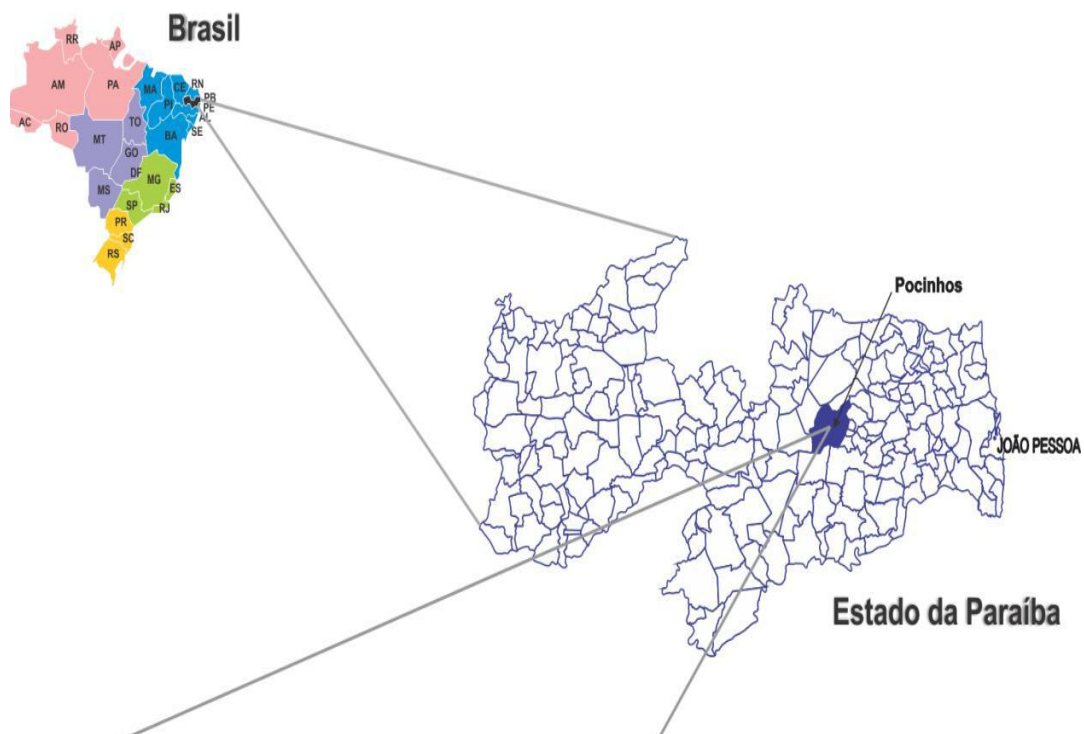 Brasil
RR
AP
AM
PA
MA
CE
RN
PB
PE
AL
SE
PI
AC
RO
TO
MT
BA
GO
DF
MG
MS
ES
SP
RJ
PR
SC
RS
Pocinhos
JOÃO PESSOA
Estado da Paraíba